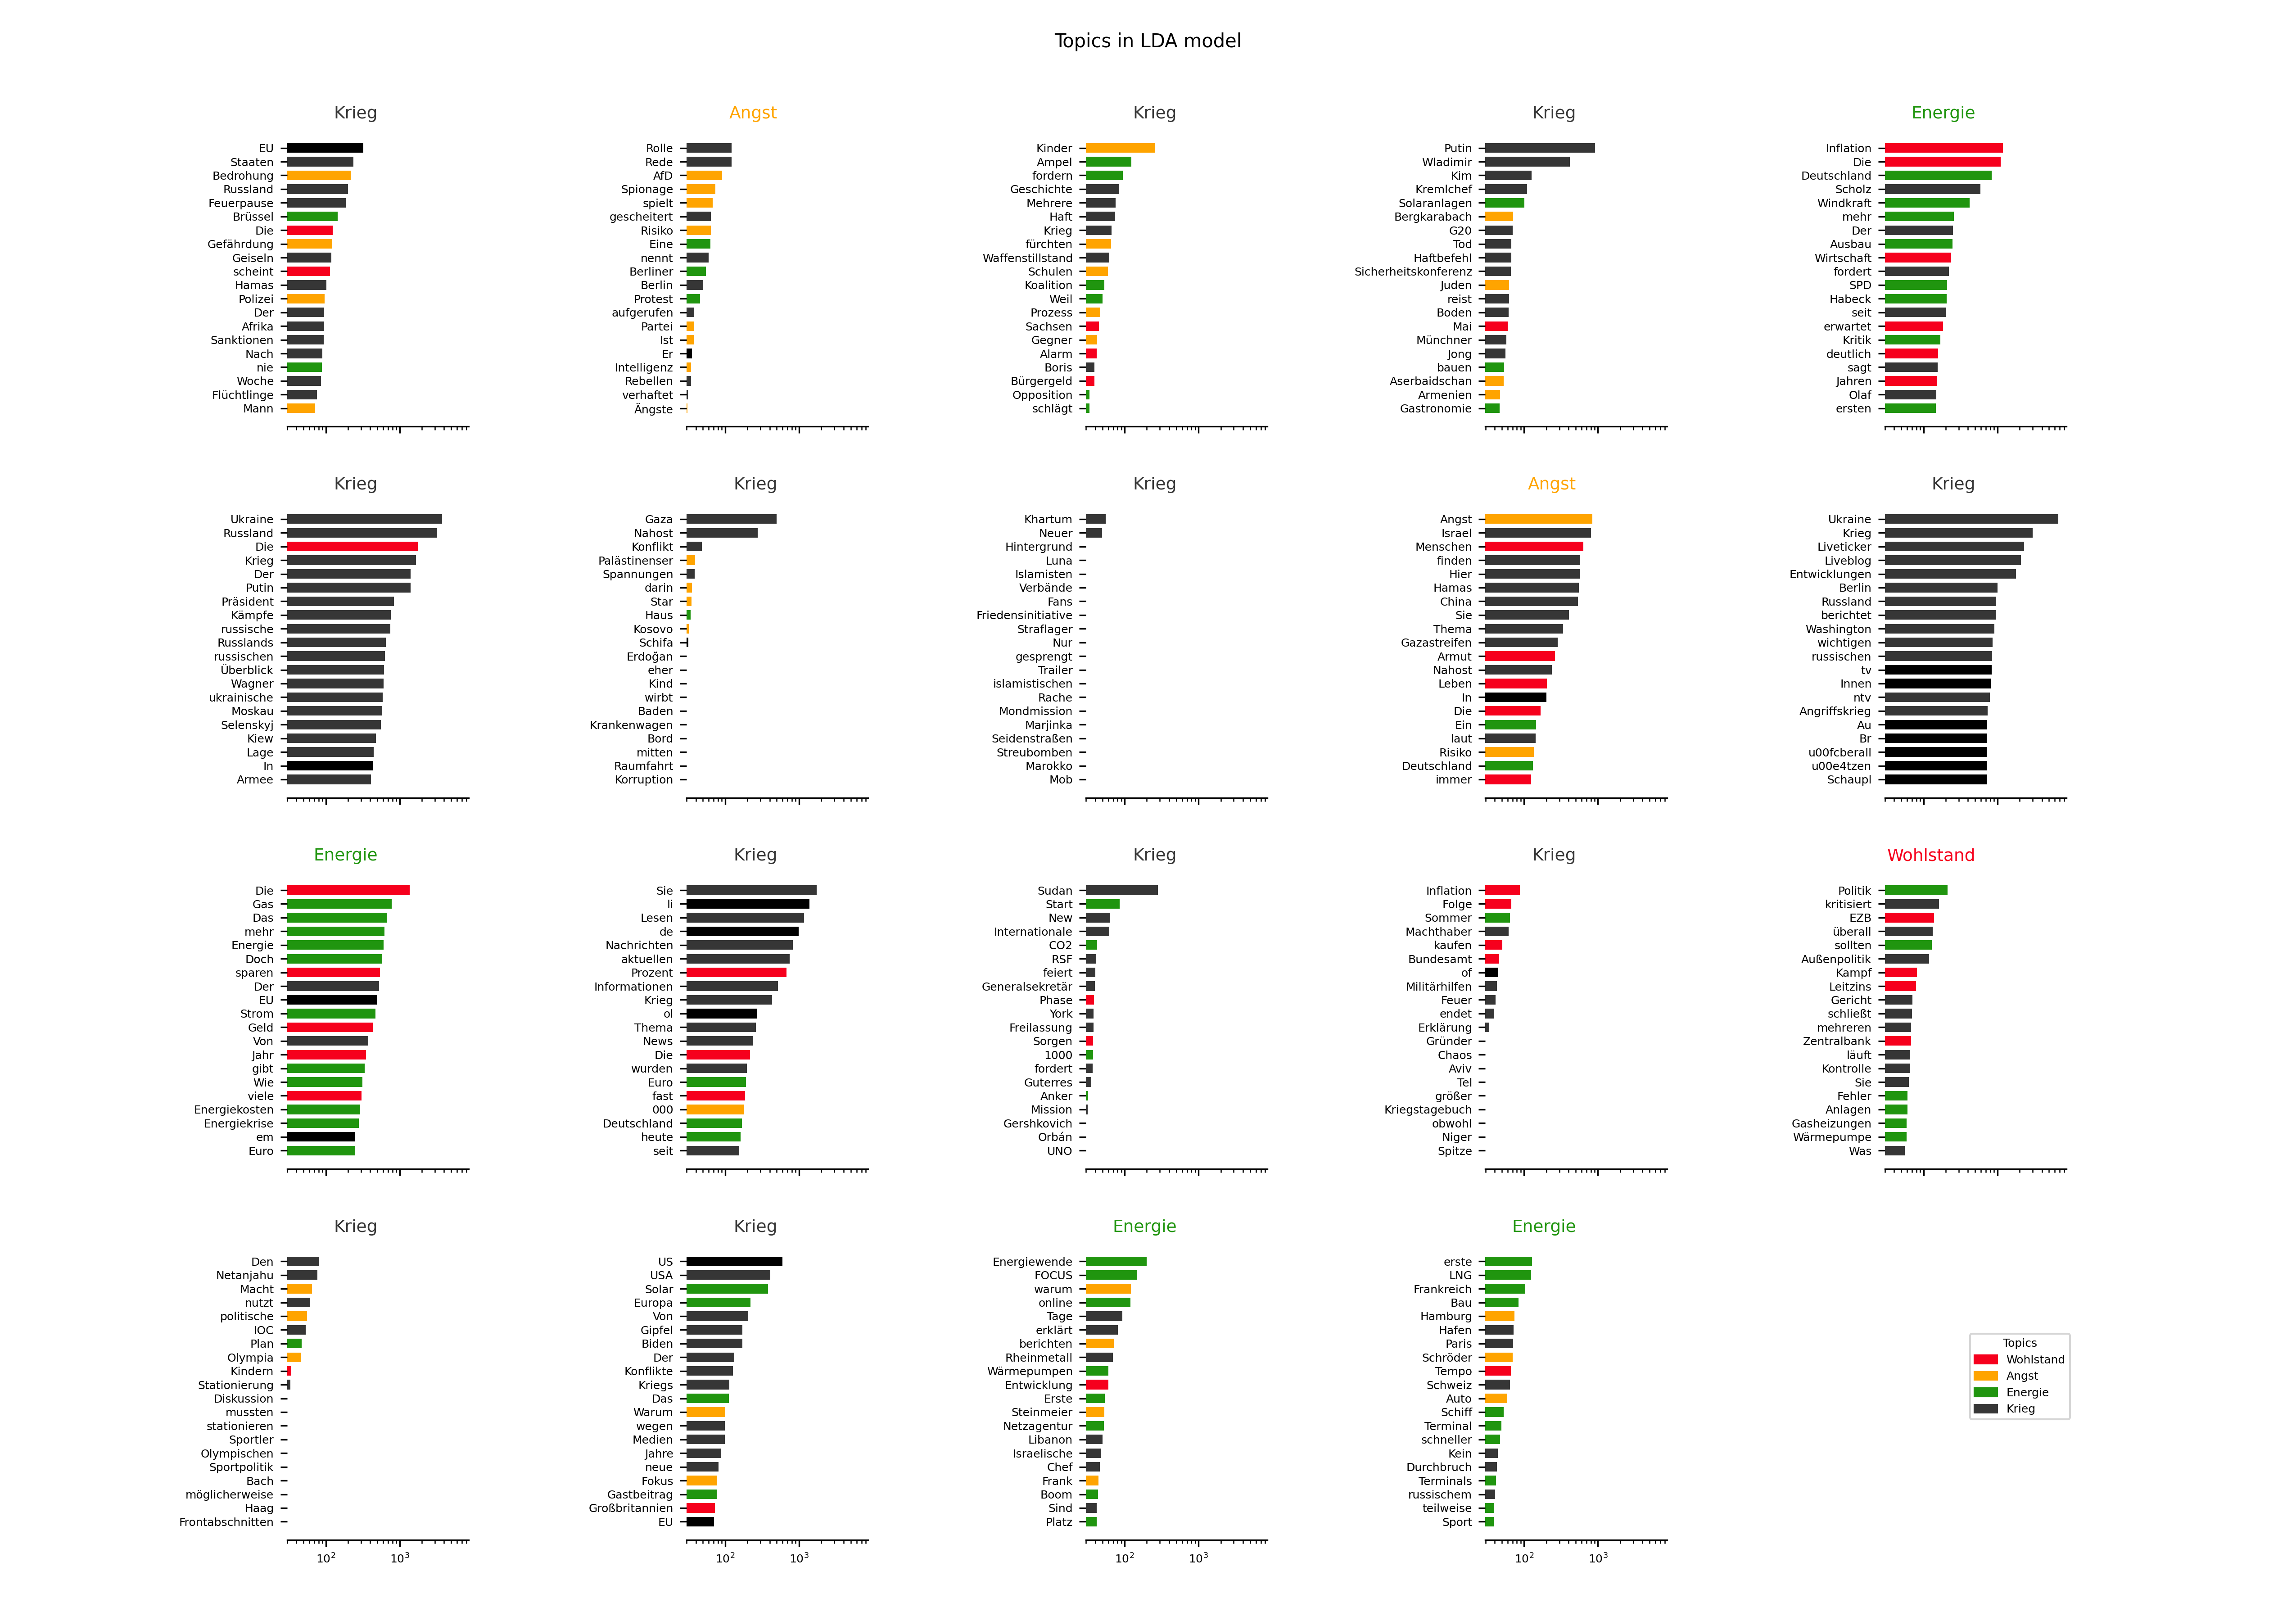 Topics in LDA model
Krieg
EU
Staaten
Bedrohung
Russland
Feuerpause
Brüssel
Die
Gefährdung
Geiseln
scheint
Hamas
Polizei
Der
Afrika
Sanktionen
Nach
nie
Woche
Flüchtlinge
Mann
Angst
Rolle
Rede
AfD
Spionage
spielt
gescheitert
Risiko
Eine
nennt
Berliner
Berlin
Protest
aufgerufen
Partei
Ist
Er
Intelligenz
Rebellen
verhaftet
Ängste
Krieg
Kinder
Ampel
fordern
Geschichte
Mehrere
Haft
Krieg
fürchten
Waffenstillstand
Schulen
Koalition
Weil
Prozess
Sachsen
Gegner
Alarm
Boris
Bürgergeld
Opposition
schlägt
Krieg
Putin
Wladimir
Kim
Kremlchef
Solaranlagen
Bergkarabach
G20
Tod
Haftbefehl
Sicherheitskonferenz
Juden
reist
Boden
Mai
Münchner
Jong
bauen
Aserbaidschan
Armenien
Gastronomie
Energie
Inflation
Die
Deutschland
Scholz
Windkraft
mehr
Der
Ausbau
Wirtschaft
fordert
SPD
Habeck
seit
erwartet
Kritik
deutlich
sagt
Jahren
Olaf
ersten
Krieg
Ukraine
Russland
Die
Krieg
Der
Putin
Präsident
Kämpfe
russische
Russlands
russischen
Überblick
Wagner
ukrainische
Moskau
Selenskyj
Kiew
Lage
In
Armee
Krieg
Gaza
Nahost
Konflikt
Palästinenser
Spannungen
darin
Star
Haus
Kosovo
Schifa
Erdoğan
eher
Kind
wirbt
Baden
Krankenwagen
Bord
mitten
Raumfahrt
Korruption
Krieg
Khartum
Neuer
Hintergrund
Luna
Islamisten
Verbände
Fans
Friedensinitiative
Straflager
Nur
gesprengt
Trailer
islamistischen
Rache
Mondmission
Marjinka
Seidenstraßen
Streubomben
Marokko
Mob
Angst
Angst
Israel
Menschen
finden
Hier
Hamas
China
Sie
Thema
Gazastreifen
Armut
Nahost
Leben
In
Die
Ein
laut
Risiko
Deutschland
immer
Krieg
Ukraine
Krieg
Liveticker
Liveblog
Entwicklungen
Berlin
Russland
berichtet
Washington
wichtigen
russischen
tv
Innen
ntv
Angriffskrieg
Au
Br
u00fcberall
u00e4tzen
Schaupl
Energie
Die
Gas
Das
mehr
Energie
Doch
sparen
Der
EU
Strom
Geld
Von
Jahr
gibt
Wie
viele
Energiekosten
Energiekrise
em
Euro
Krieg
Sie
li
Lesen
de
Nachrichten
aktuellen
Prozent
Informationen
Krieg
ol
Thema
News
Die
wurden
Euro
fast
000
Deutschland
heute
seit
Krieg
Sudan
Start
New
Internationale
CO2
RSF
feiert
Generalsekretär
Phase
York
Freilassung
Sorgen
1000
fordert
Guterres
Anker
Mission
Gershkovich
Orbán
UNO
Krieg
Inflation
Folge
Sommer
Machthaber
kaufen
Bundesamt
of
Militärhilfen
Feuer
endet
Erklärung
Gründer
Chaos
Aviv
Tel
größer
Kriegstagebuch
obwohl
Niger
Spitze
Wohlstand
Politik
kritisiert
EZB
überall
sollten
Außenpolitik
Kampf
Leitzins
Gericht
schließt
mehreren
Zentralbank
läuft
Kontrolle
Sie
Fehler
Anlagen
Gasheizungen
Wärmepumpe
Was
Krieg
Den
Netanjahu
Macht
nutzt
politische
IOC
Plan
Olympia
Kindern
Stationierung
Diskussion
mussten
stationieren
Sportler
Olympischen
Sportpolitik
Bach
möglicherweise
Haag
Frontabschnitten
10²
10³
Krieg
US
USA
Solar
Europa
Von
Gipfel
Biden
Der
Konflikte
Kriegs
Das
Warum
wegen
Medien
Jahre
neue
Fokus
Gastbeitrag
Großbritannien
EU
10²
10³
Energie
Energiewende
FOCUS
warum
online
Tage
erklärt
berichten
Rheinmetall
Wärmepumpen
Entwicklung
Erste
Steinmeier
Netzagentur
Libanon
Israelische
Chef
Frank
Boom
Sind
Platz
10²
10³
Energie
erste
LNG
Frankreich
Bau
Hamburg
Hafen
Paris
Schröder
Tempo
Schweiz
Auto
Schiff
Terminal
schneller
Kein
Durchbruch
Terminals
russischem
teilweise
Sport
10²
10³
Topics
Wohlstand
Angst
Energie
Krieg